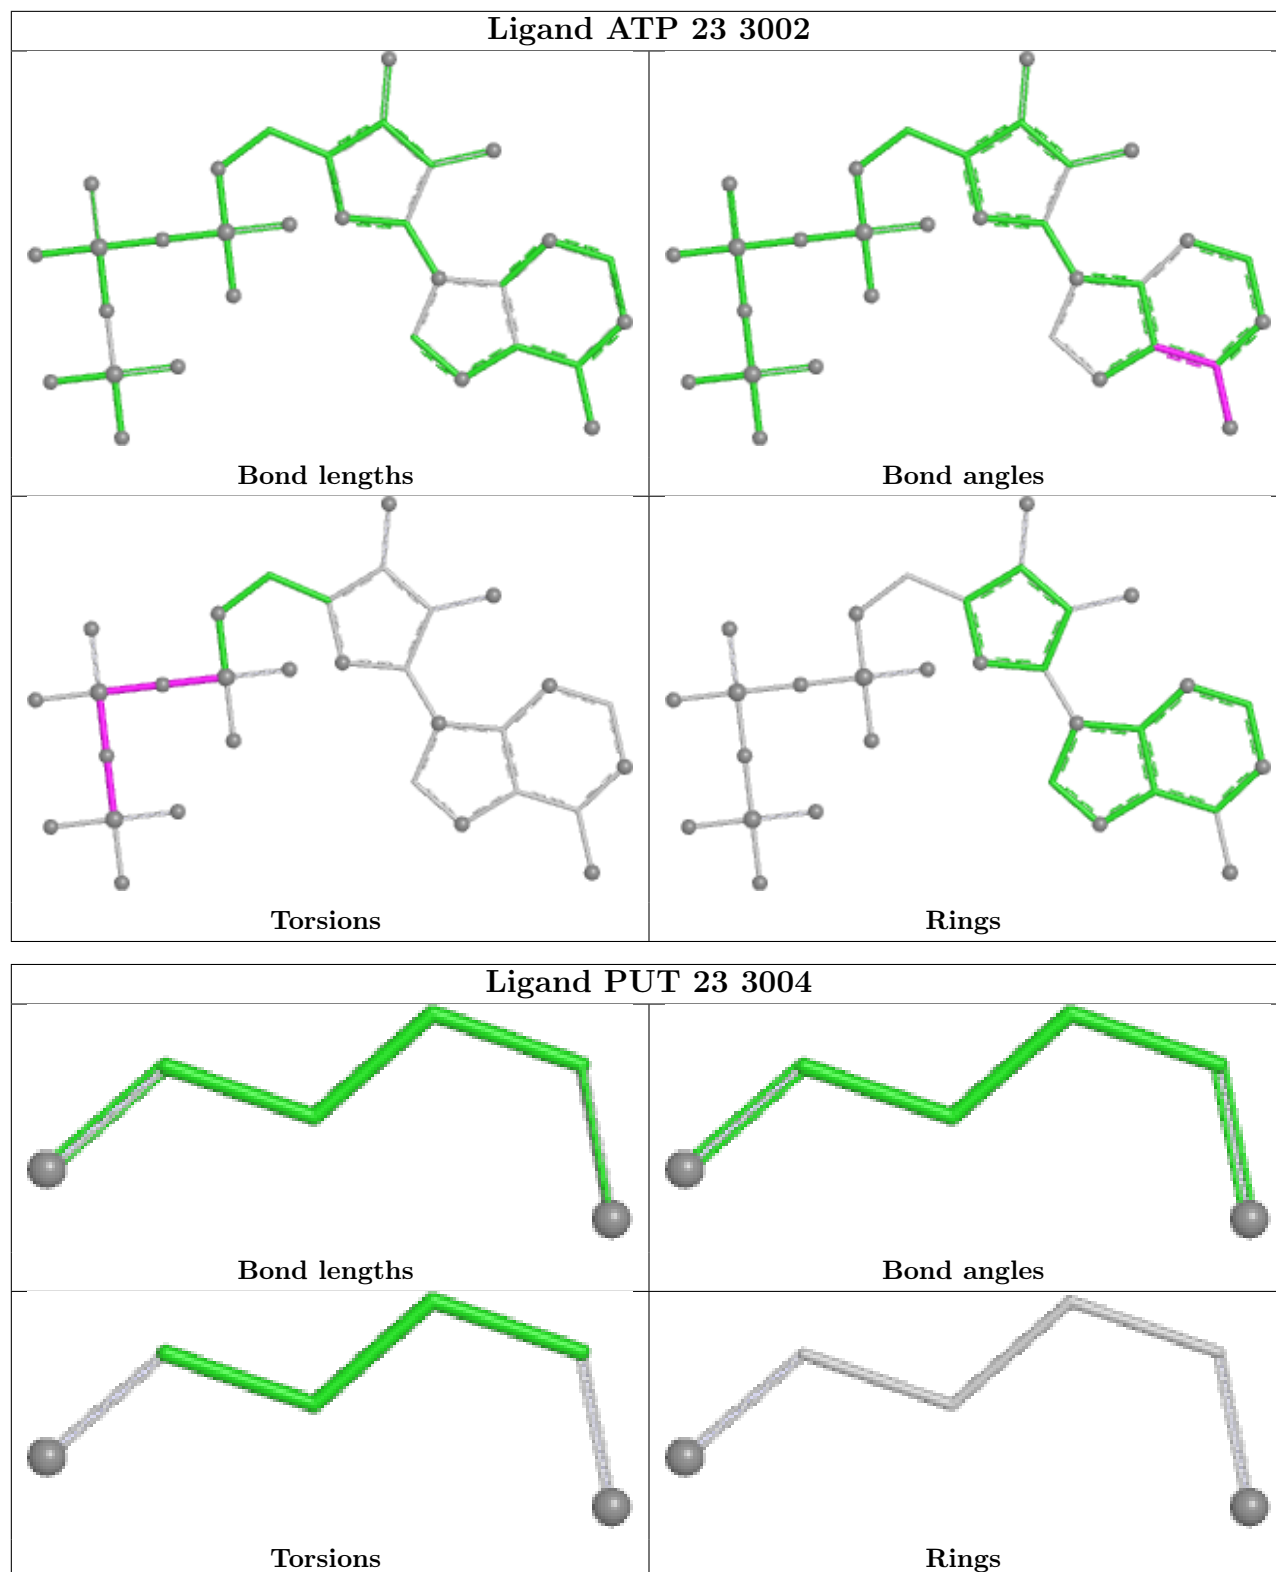 Ligand ATP 23 3002
Bond lengths
Bond angles
Torsions
Rings
Ligand PUT 23 3004
Bond lengths
Bond angles
Torsions
Rings